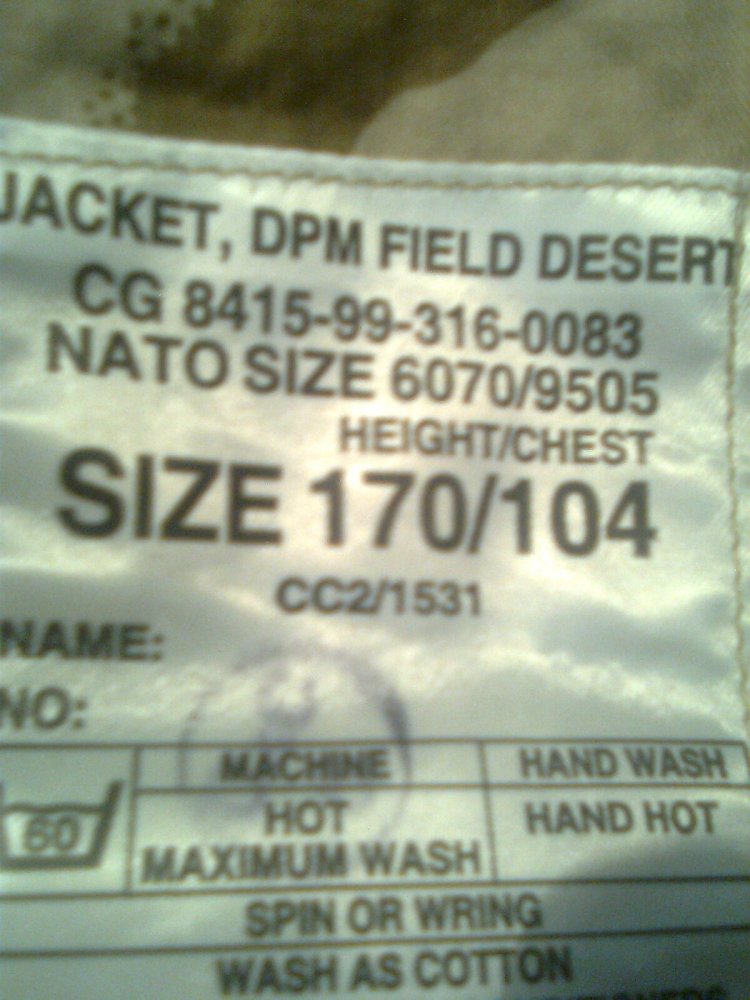 JACKET, DPM FIELD DESERT
CG 8415-99-316-0083
NATO SIZE 6070/9505
HEIGHT/CHEST
SIZE 170/104
CC2/1531
NAME:
NO:
MACHINE HAND WASH
60 HOT HAND HOT
MAXIMUM WASH
SPIN OR WRING
WASH AS COTTON